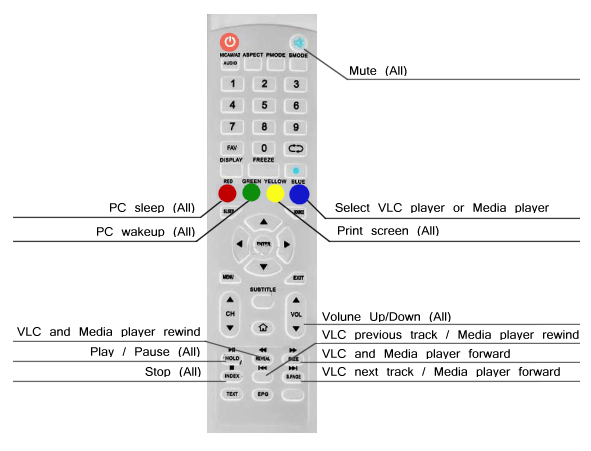 NICAM/A2 ASPECT PMODE SMODE
AUDIO
Mute (All)
1 2 3
4 5 6
7 8 9
FAV 0
DISPLAY FREEZE
RED GREEN YELLOW BLUE
PC sleep (All)
Select VLC player or Media player
SLEEP
PC wakeup (All)
Print screen (All)
ENTER
MENU EXIT
SUBTITLE
CH VOL
Volune Up/Down (All)
VLC and Media player rewind
VLC previous track / Media player rewind
Play / Pause (All)
HOLD REVEAL SIZE
VLC and Media player forward
Stop (All)
INDEX S.PAGE
VLC next track / Media player forward
TEXT EPG